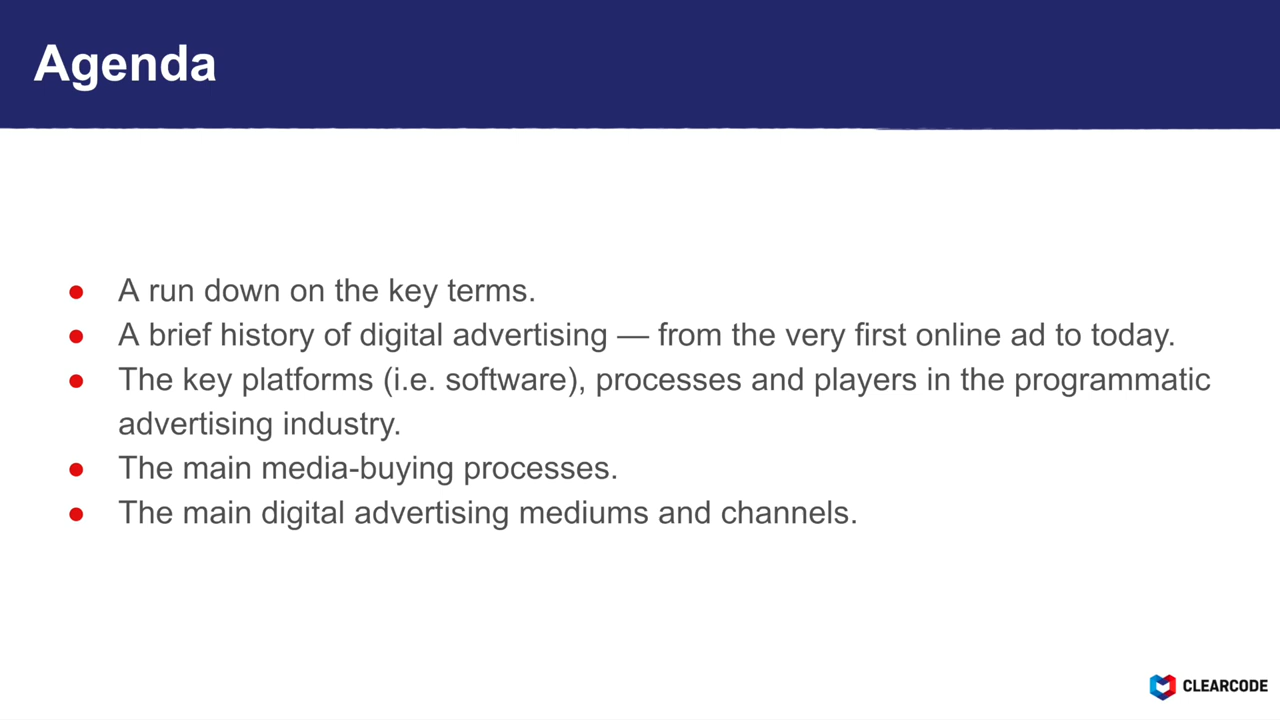 Agenda
● A run down on the key terms.
● A brief history of digital advertising — from the very first online ad to today.
● The key platforms (i.e. software), processes and players in the programmatic
advertising industry.
● The main media-buying processes.
● The main digital advertising mediums and channels.
CLEARCODE